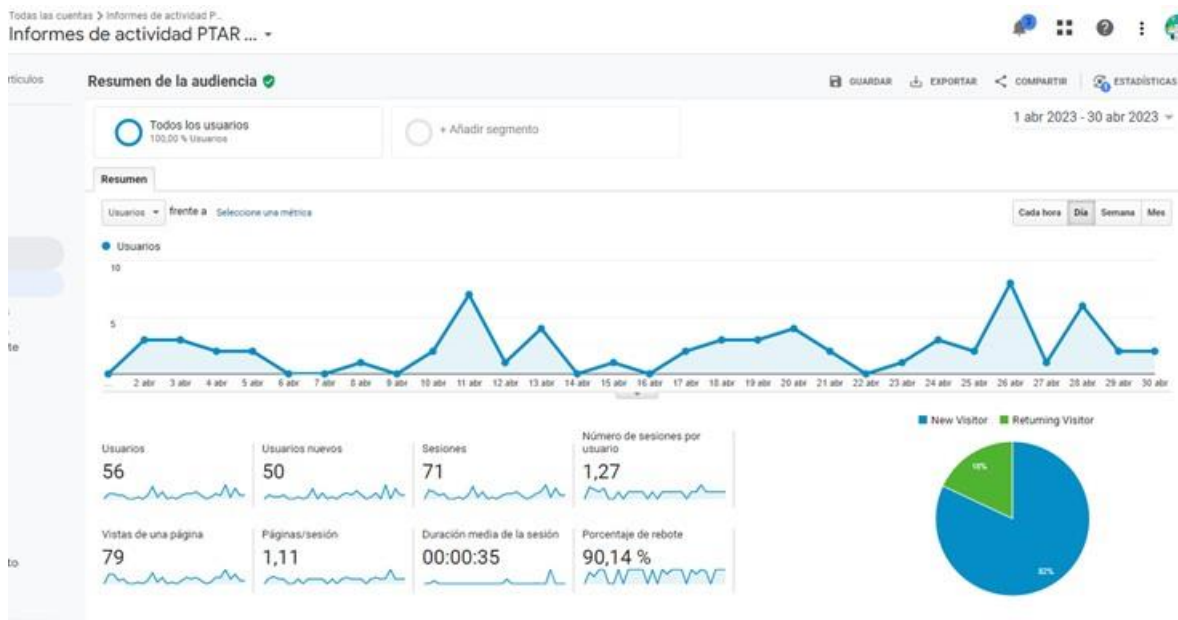 Todas las cuentas > Informes de actividad P...
Informes de actividad PTAR ...
rtículos
Resumen de la audiencia
GUARDAR
EXPORTAR
COMPARTIR
ESTADÍSTICAS
Todos los usuarios
100,00 % Usuarios
+ Añadir segmento
1 abr 2023 - 30 abr 2023
Resumen
Usuarios frente a Seleccione una métrica
Cada hora Día Semana Mes
Usuarios
10
5
te
... 2 abr 3 abr 4 abr 5 abr 6 abr 7 abr 8 abr 9 abr 10 abr 11 abr 12 abr 13 abr 14 abr 15 abr 16 abr 17 abr 18 abr 19 abr 20 abr 21 abr 22 abr 23 abr 24 abr 25 abr 26 abr 27 abr 28 abr 29 abr 30 abr
New Visitor Returning Visitor
Usuarios
56
Usuarios nuevos
50
Sesiones
71
Número de sesiones por
usuario
1,27
Vistas de una página
79
Páginas/sesión
1,11
Duración media de la sesión
00:00:35
Porcentaje de rebote
90,14 %
18%
82%
to